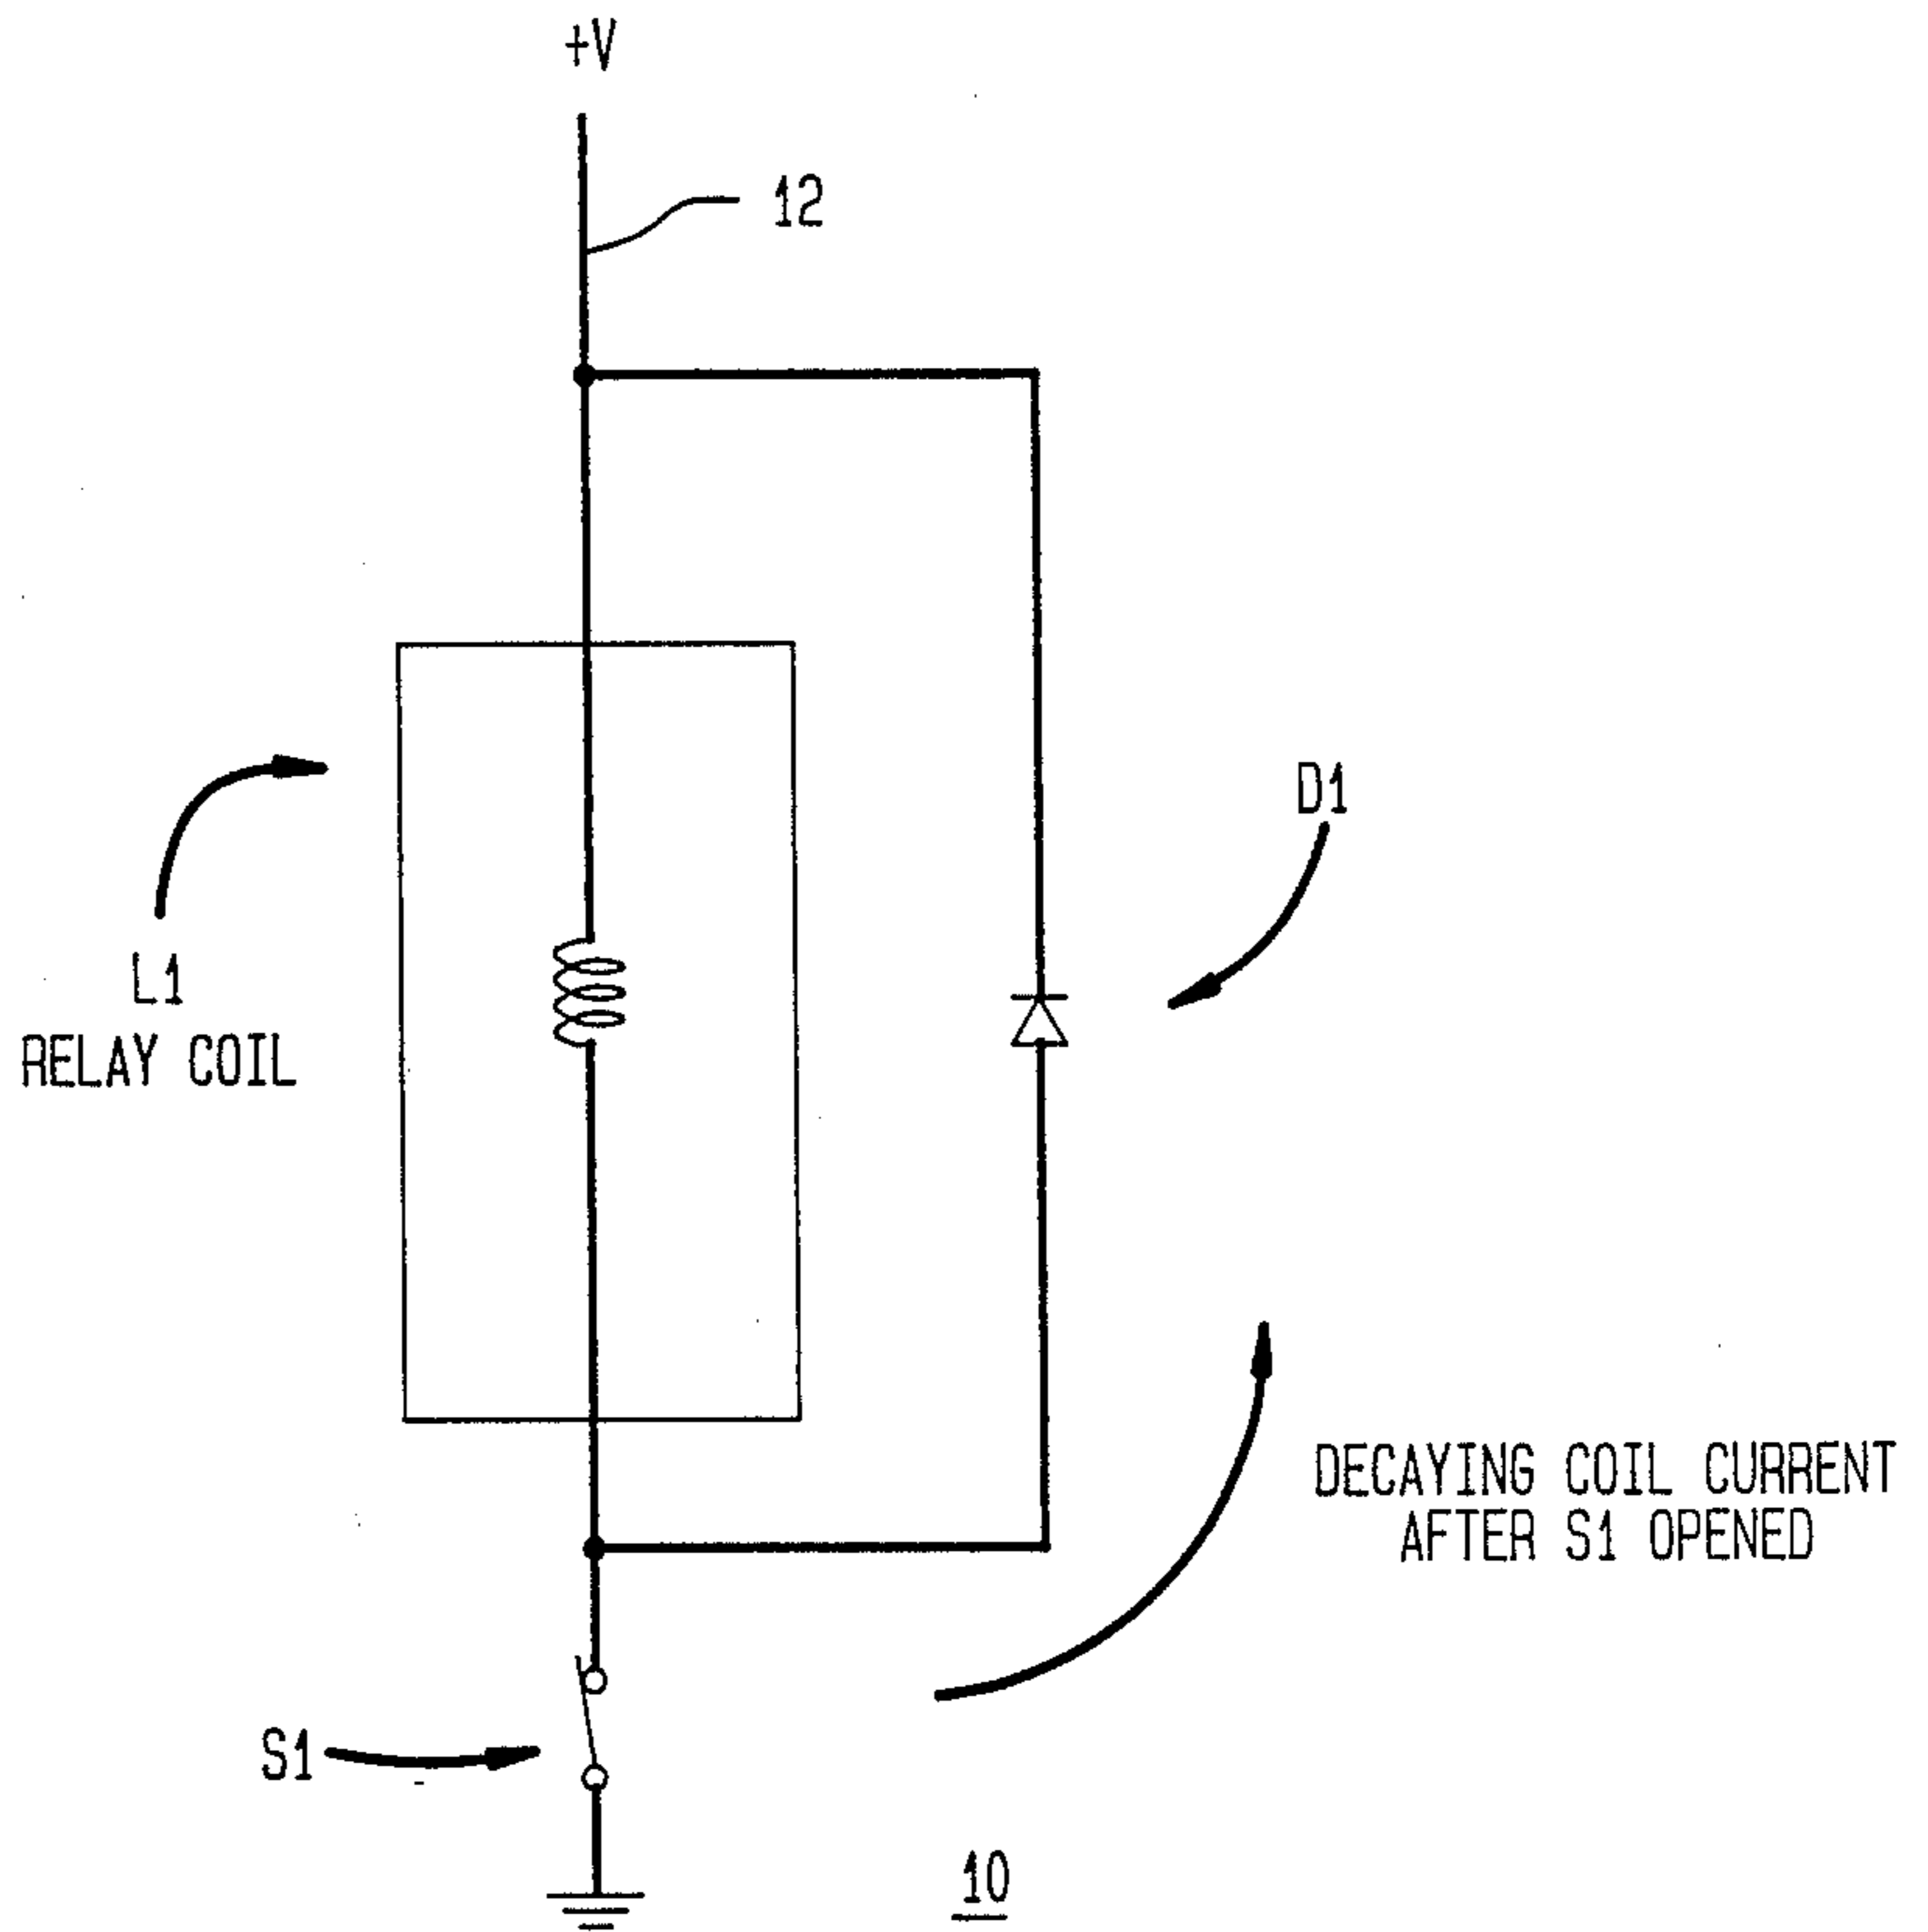 +V
12
D1
L1
RELAY COIL
DECAYING COIL CURRENT
AFTER S1 OPENED
S1
10